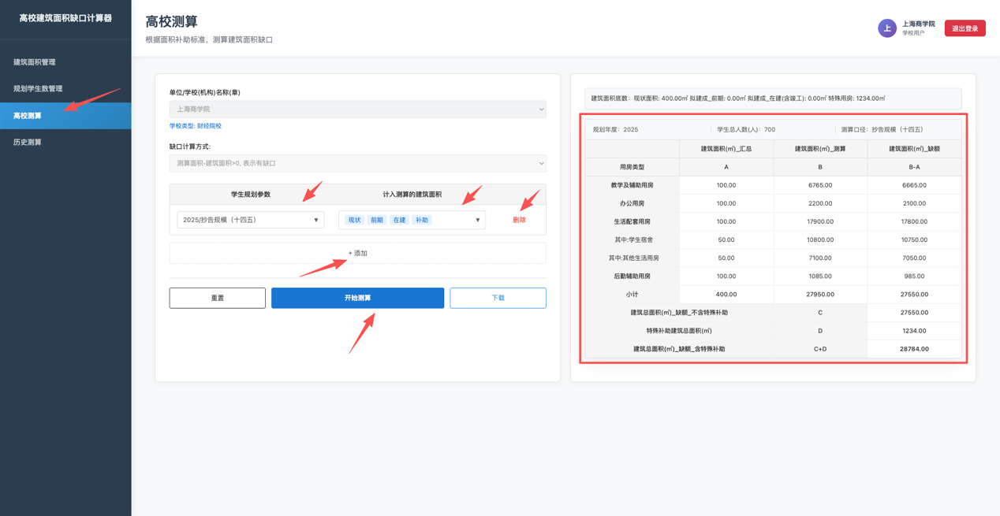 高校建筑面积缺口计算器
建筑面积管理
规划学生数管理
高校测算
历史测算
高校测算
根据面积补助标准，测算建筑面积缺口
上
上海商学院
学校用户
退出登录
单位/学校(机构)名称(章)
上海商学院
学校类型: 财经院校
缺口计算方式:
测算面积-建筑面积>0, 表示有缺口
学生规划参数 计入测算的建筑面积
2025/抄告规模（十四五） ▼ 现状 前期 在建 补助 ▼ 删除
+ 添加
重置 开始测算 下载
建筑面积底数: 现状面积: 400.00㎡ 拟建成_前期: 0.00㎡ 拟建成_在建(含竣工): 0.00㎡ 特殊用房: 1234.00㎡
规划年度: 2025 学生总人数(人): 700 测算口径: 抄告规模（十四五）
建筑面积(㎡)_汇总 建筑面积(㎡)_测算 建筑面积(㎡)_缺额
用房类型 A B B-A
教学及辅助用房 100.00 6765.00 6665.00
办公用房 100.00 2200.00 2100.00
生活配套用房 100.00 17900.00 17800.00
其中:学生宿舍 50.00 10800.00 10750.00
其中:其他生活用房 50.00 7100.00 7050.00
后勤辅助用房 100.00 1085.00 985.00
小计 400.00 27950.00 27550.00
建筑总面积(㎡)_缺额_不含特殊补助 C 27550.00
特殊补助建筑总面积(㎡) D 1234.00
建筑总面积(㎡)_缺额_含特殊补助 C+D 28784.00